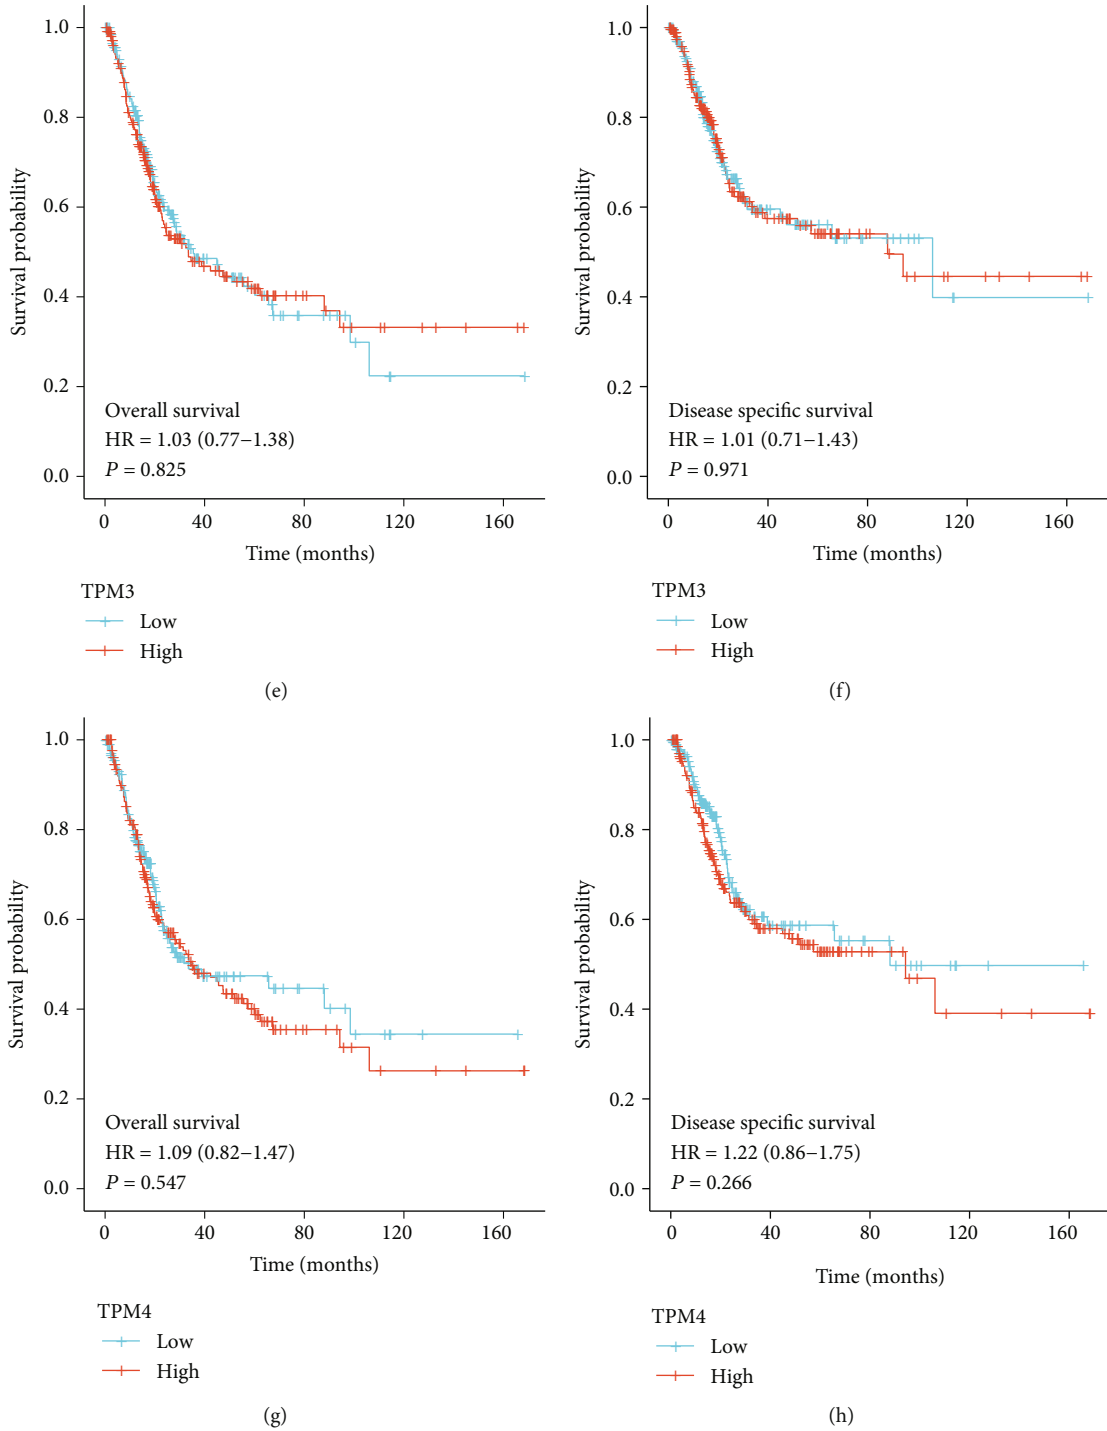 1.0
0.8
0.6
0.4
0.2
0.0
Survival probability
Overall survival
HR = 1.03 (0.77–1.38)
P = 0.825
0 40 80 120 160
Time (months)
TPM3
Low
High
(e)
1.0
0.8
0.6
0.4
0.2
0.0
Survival probability
Disease specific survival
HR = 1.01 (0.71–1.43)
P = 0.971
0 40 80 120 160
Time (months)
TPM3
Low
High
(f)
1.0
0.8
0.6
0.4
0.2
0.0
Survival probability
Overall survival
HR = 1.09 (0.82–1.47)
P = 0.547
0 40 80 120 160
Time (months)
TPM4
Low
High
(g)
1.0
0.8
0.6
0.4
0.2
0.0
Survival probability
Disease specific survival
HR = 1.22 (0.86–1.75)
P = 0.266
0 40 80 120 160
Time (months)
TPM4
Low
High
(h)